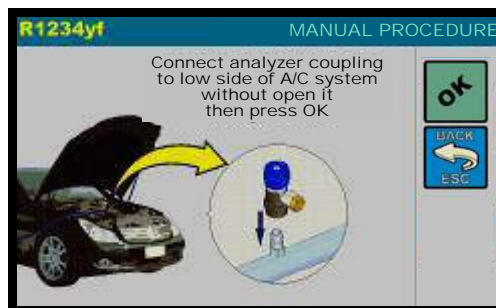 R1234yf
MANUAL PROCEDURE
Connect analyzer coupling
to low side of A/C system
without open it
then press OK
OK
BACK
ESC